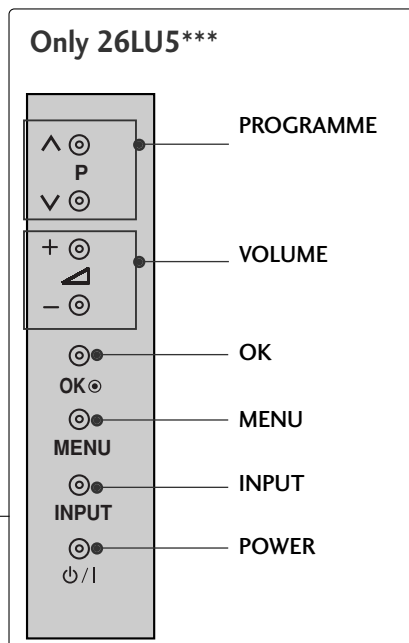 Only 26LU5***
PROGRAMME
P
+
VOLUME
−
OK
OK
MENU
MENU
INPUT
INPUT
POWER
⏻/I